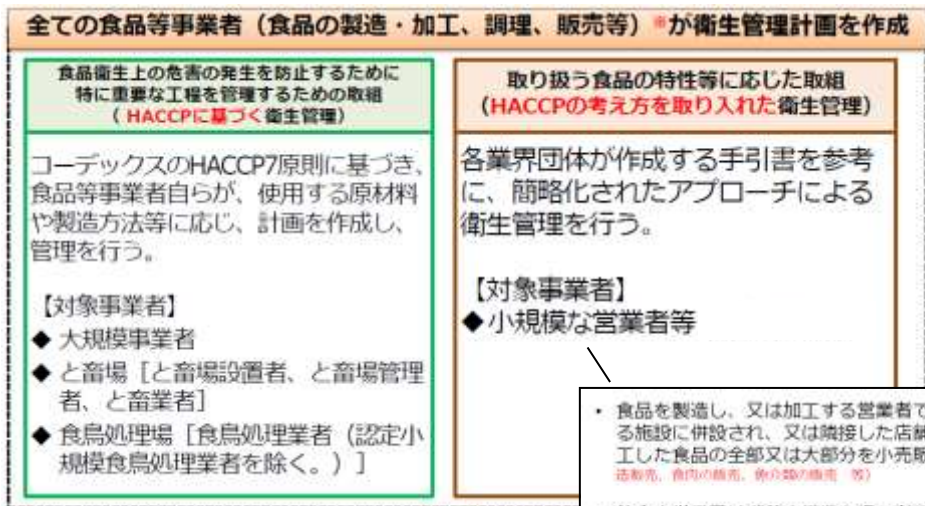 全ての食品等事業者（食品の製造・加工、調理、販売等）※が衛生管理計画を作成
食品衛生上の危害の発生を防止するために
特に重要な工程を管理するための取組
（ HACCPに基づく衛生管理）
コーデックスのHACCP7原則に基づき、
食品等事業者自らが、使用する原材料
や製造方法等に応じ、計画を作成し、
管理を行う。
【対象事業者】
◆ 大規模事業者
◆ と畜場［と畜場設置者、と畜場管理
者、と畜業者］
◆ 食鳥処理場［食鳥処理業者（認定小
規模食鳥処理業者を除く。）］
取り扱う食品の特性等に応じた取組
（HACCPの考え方を取り入れた衛生管理）
各業界団体が作成する手引書を参考
に、簡略化されたアプローチによる
衛生管理を行う。
【対象事業者】
◆ 小規模な営業者等
・ 食品を製造し、又は加工する営業者で
る施設に併設され、又は隣接した店舗
工した食品の全部又は大部分を小売販
造販売、食肉の販売、魚介類の販売 等）